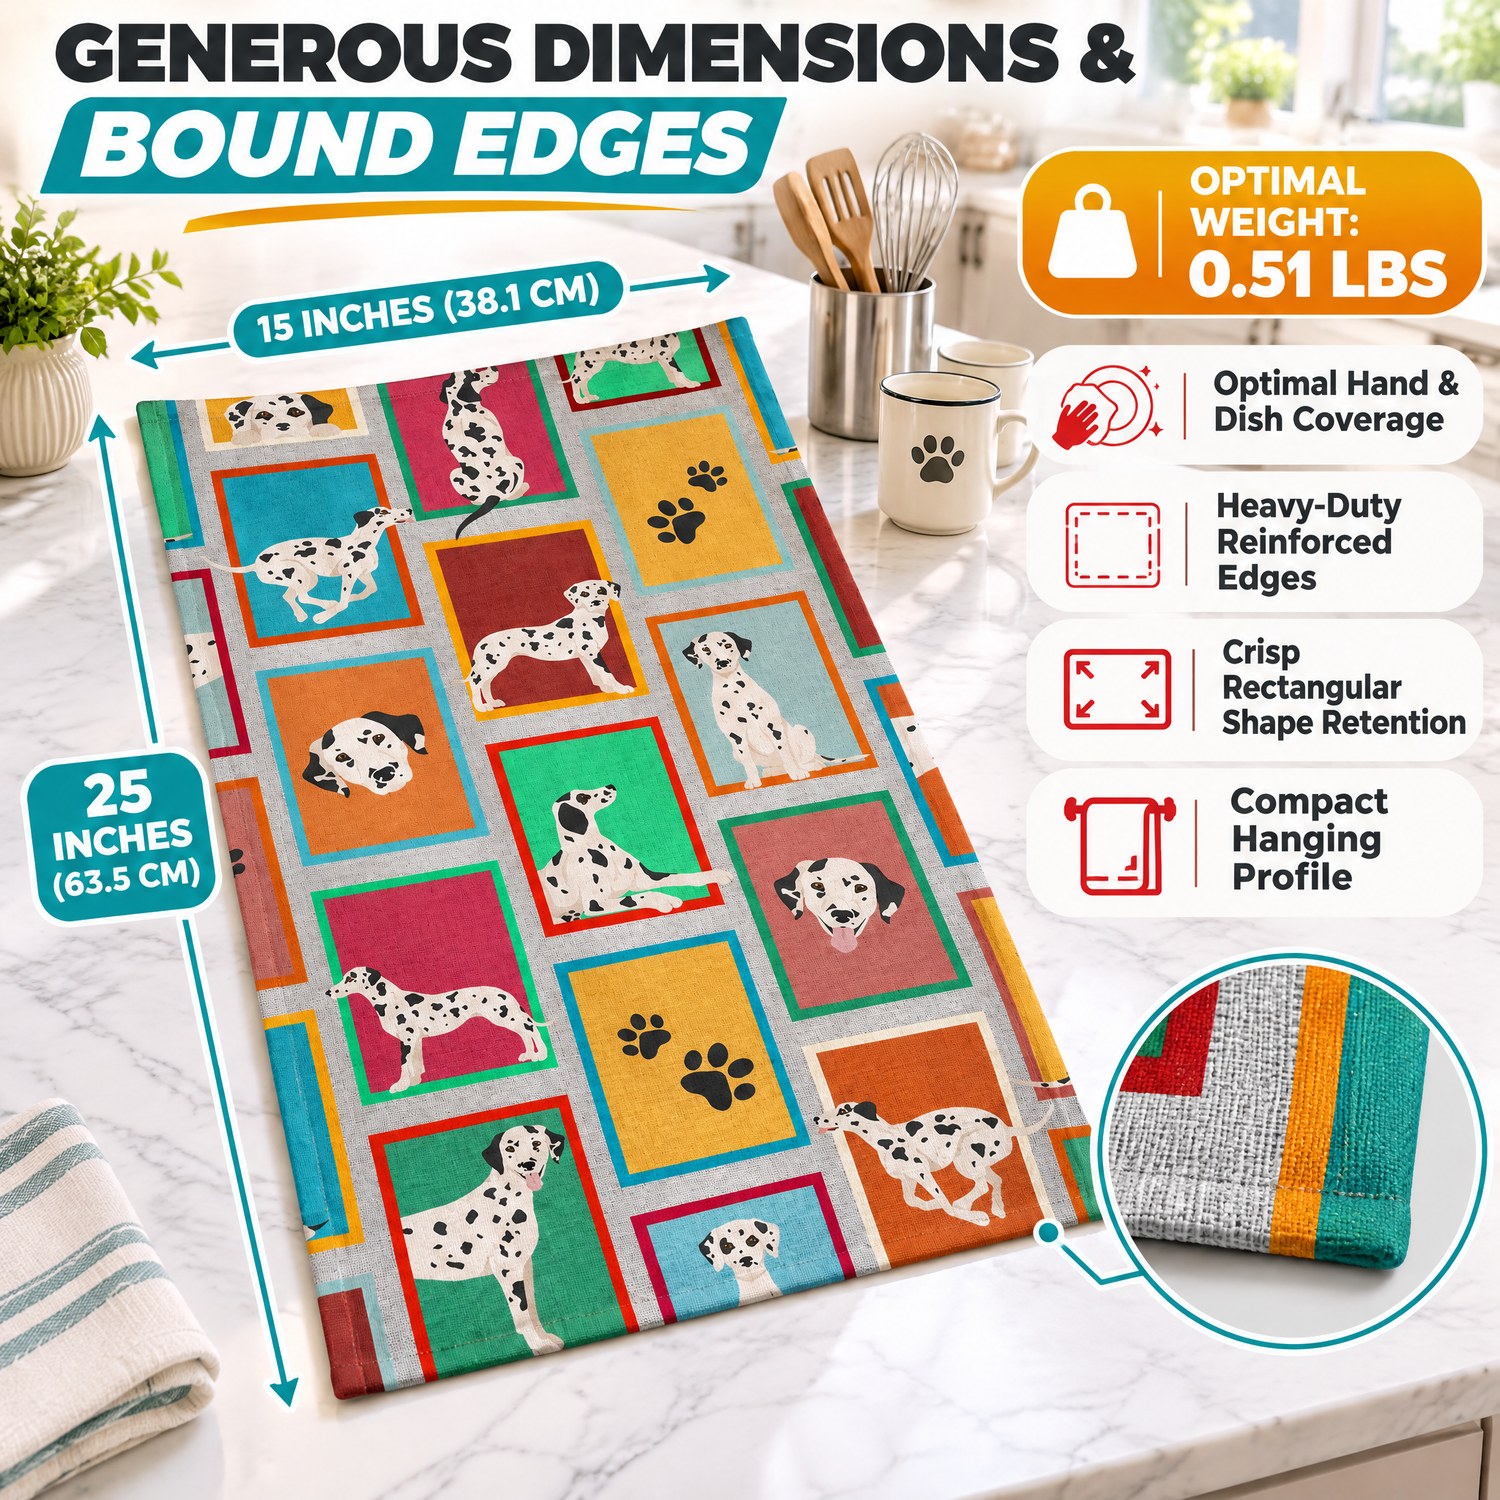 GENEROUS DIMENSIONS &
BOUND EDGES
15 INCHES (38.1 CM)
25
INCHES
(63.5 CM)
OPTIMAL
WEIGHT:
0.51 LBS
Optimal Hand &
Dish Coverage
Heavy-Duty
Reinforced
Edges
Crisp
Rectangular
Shape Retention
Compact
Hanging
Profile